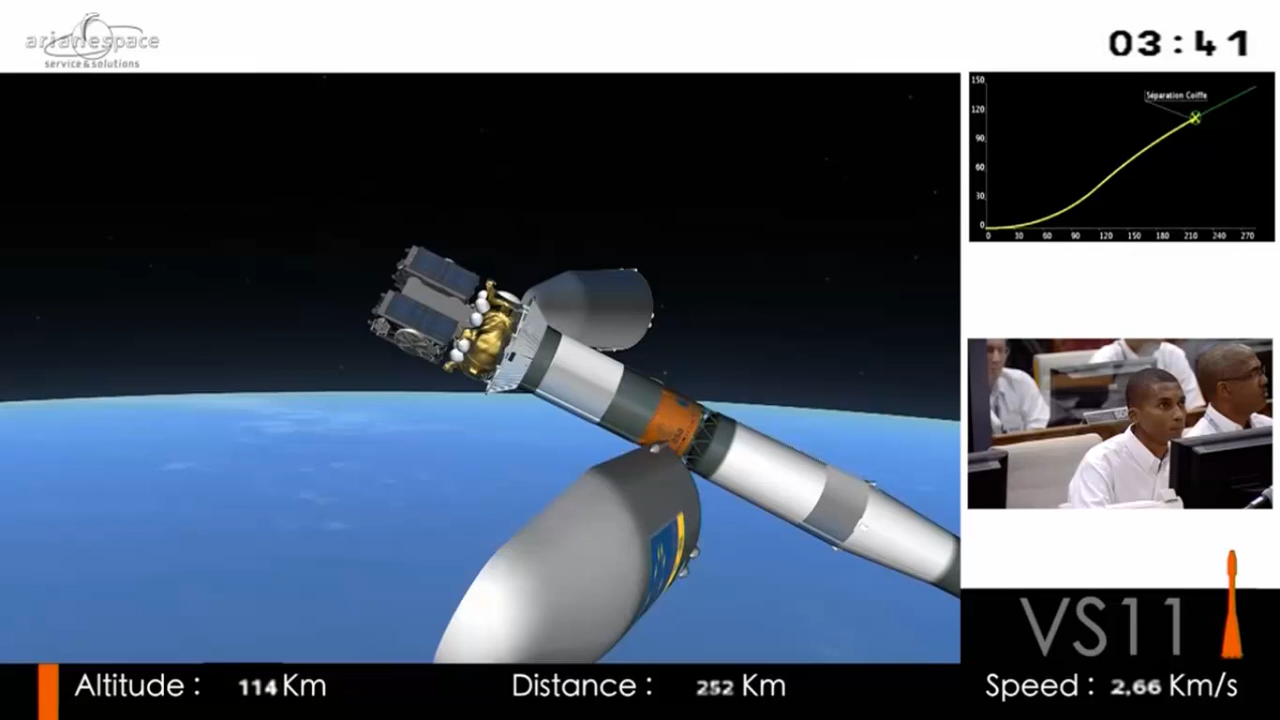 arianespace
service & solutions
03:41
150
120
90
60
30
0
Séparation Coiffe
0 30 60 90 120 150 180 210 240 270
VS11
Altitude : 114 Km
Distance : 252 Km
Speed : 2,66 Km/s